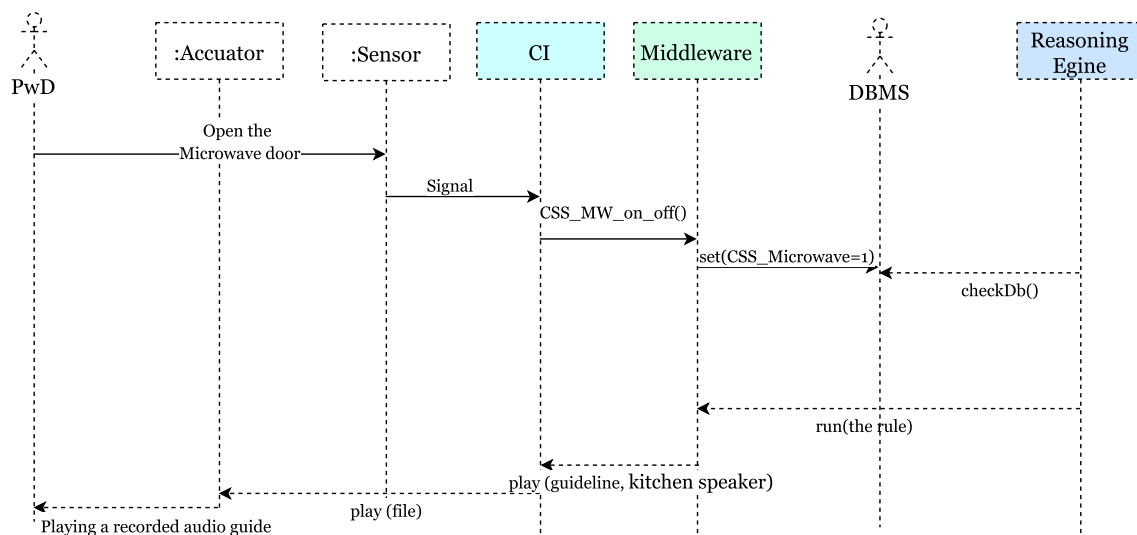 PwD
:Accuator
:Sensor
CI
Middleware
DBMS
Reasoning
Egine
Open the
Microwave door
Signal
CSS_MW_on_off()
set(CSS_Microwave=1)
checkDb()
run(the rule)
play (guideline, kitchen speaker)
play (file)
Playing a recorded audio guide